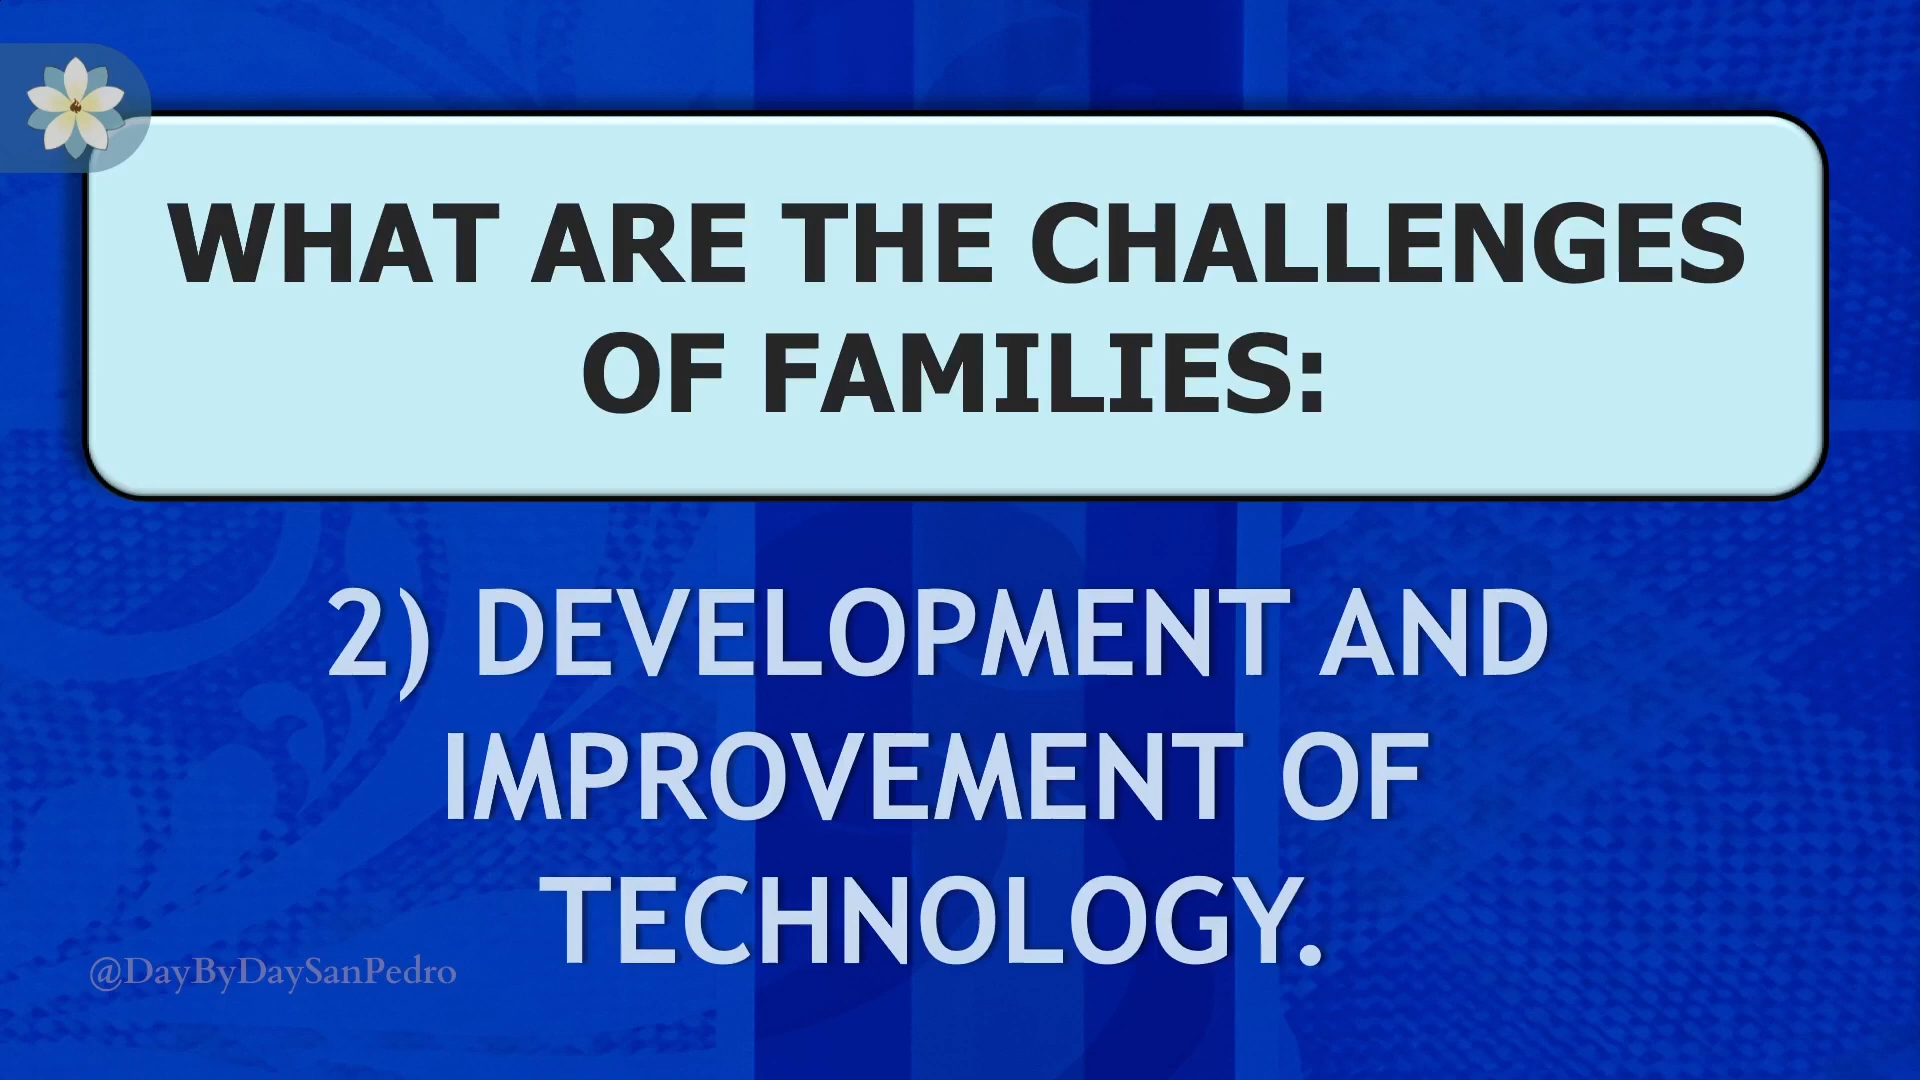 WHAT ARE THE CHALLENGES
OF FAMILIES:
2) DEVELOPMENT AND
IMPROVEMENT OF
TECHNOLOGY.
@DayByDaySanPedro